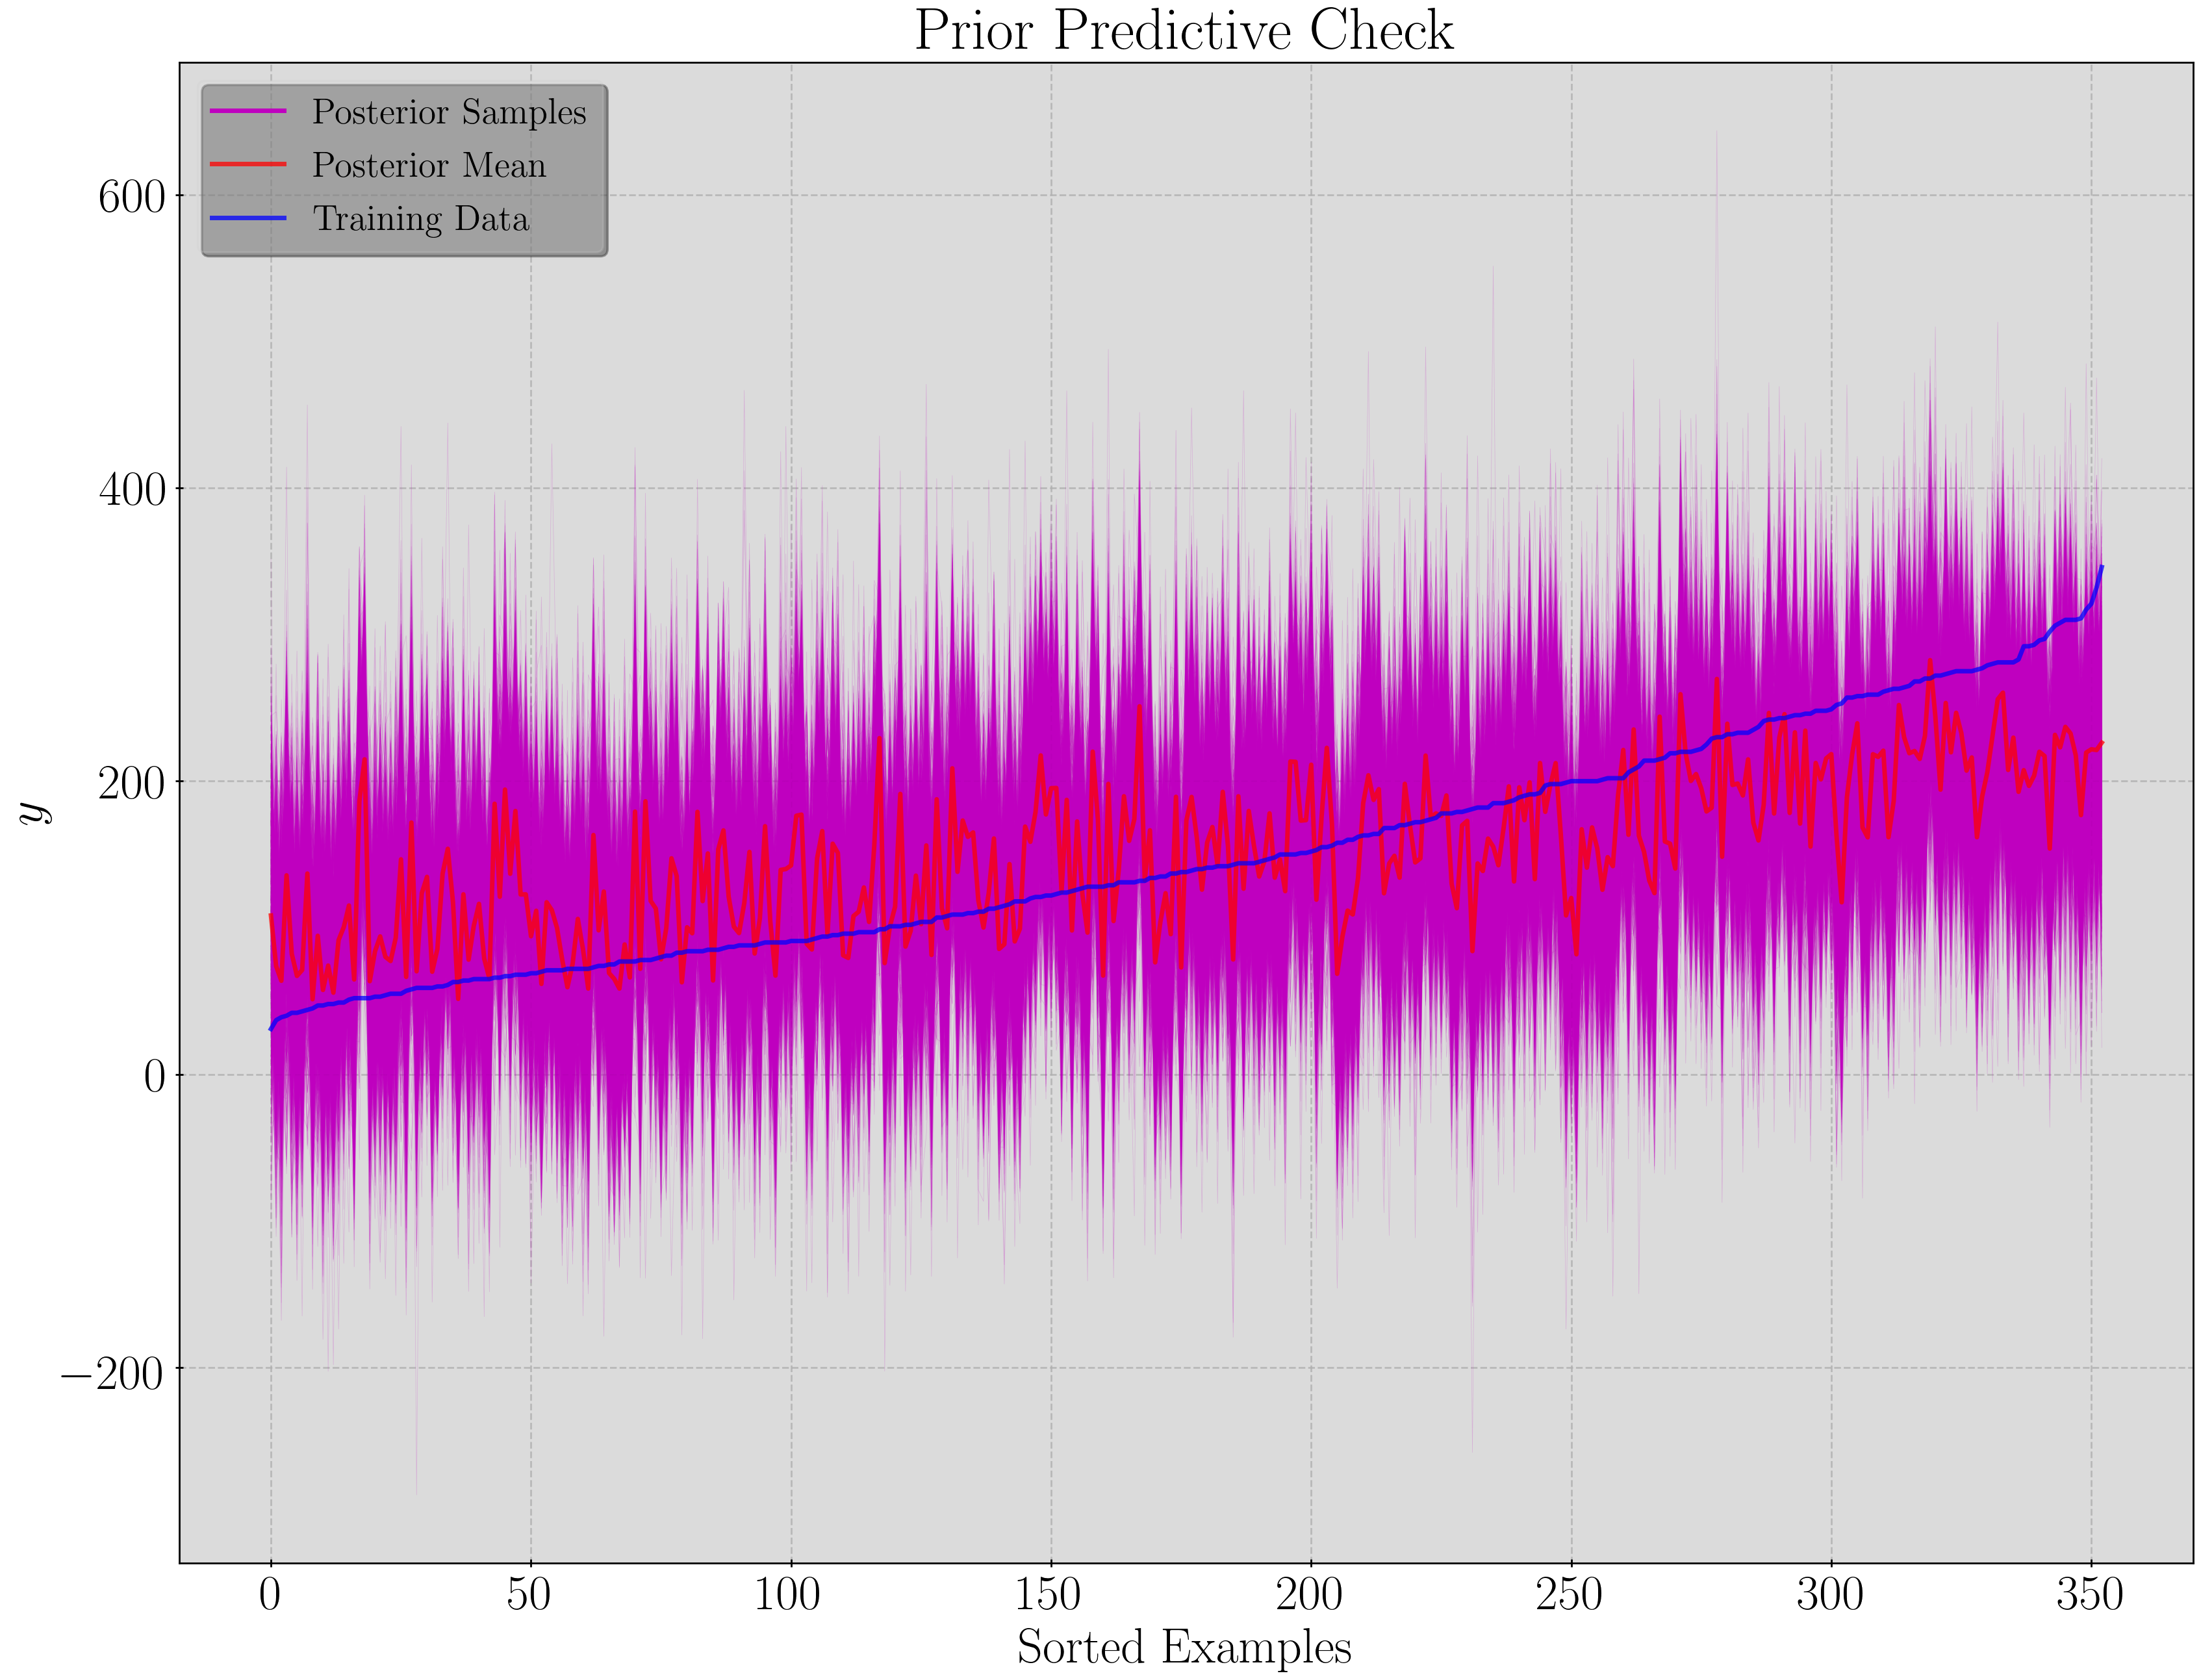 Prior Predictive Check
Posterior Samples
Posterior Mean
Training Data
600
400
200
0
−200
y
0 50 100 150 200 250 300 350
Sorted Examples